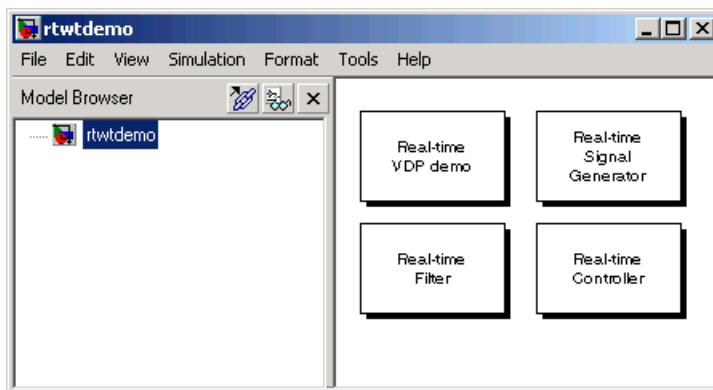 rtwtdemo
File Edit View Simulation Format Tools Help
Model Browser
rtwtdemo
Real-time
VDP demo
Real-time
Signal
Generator
Real-time
Filter
Real-time
Controller